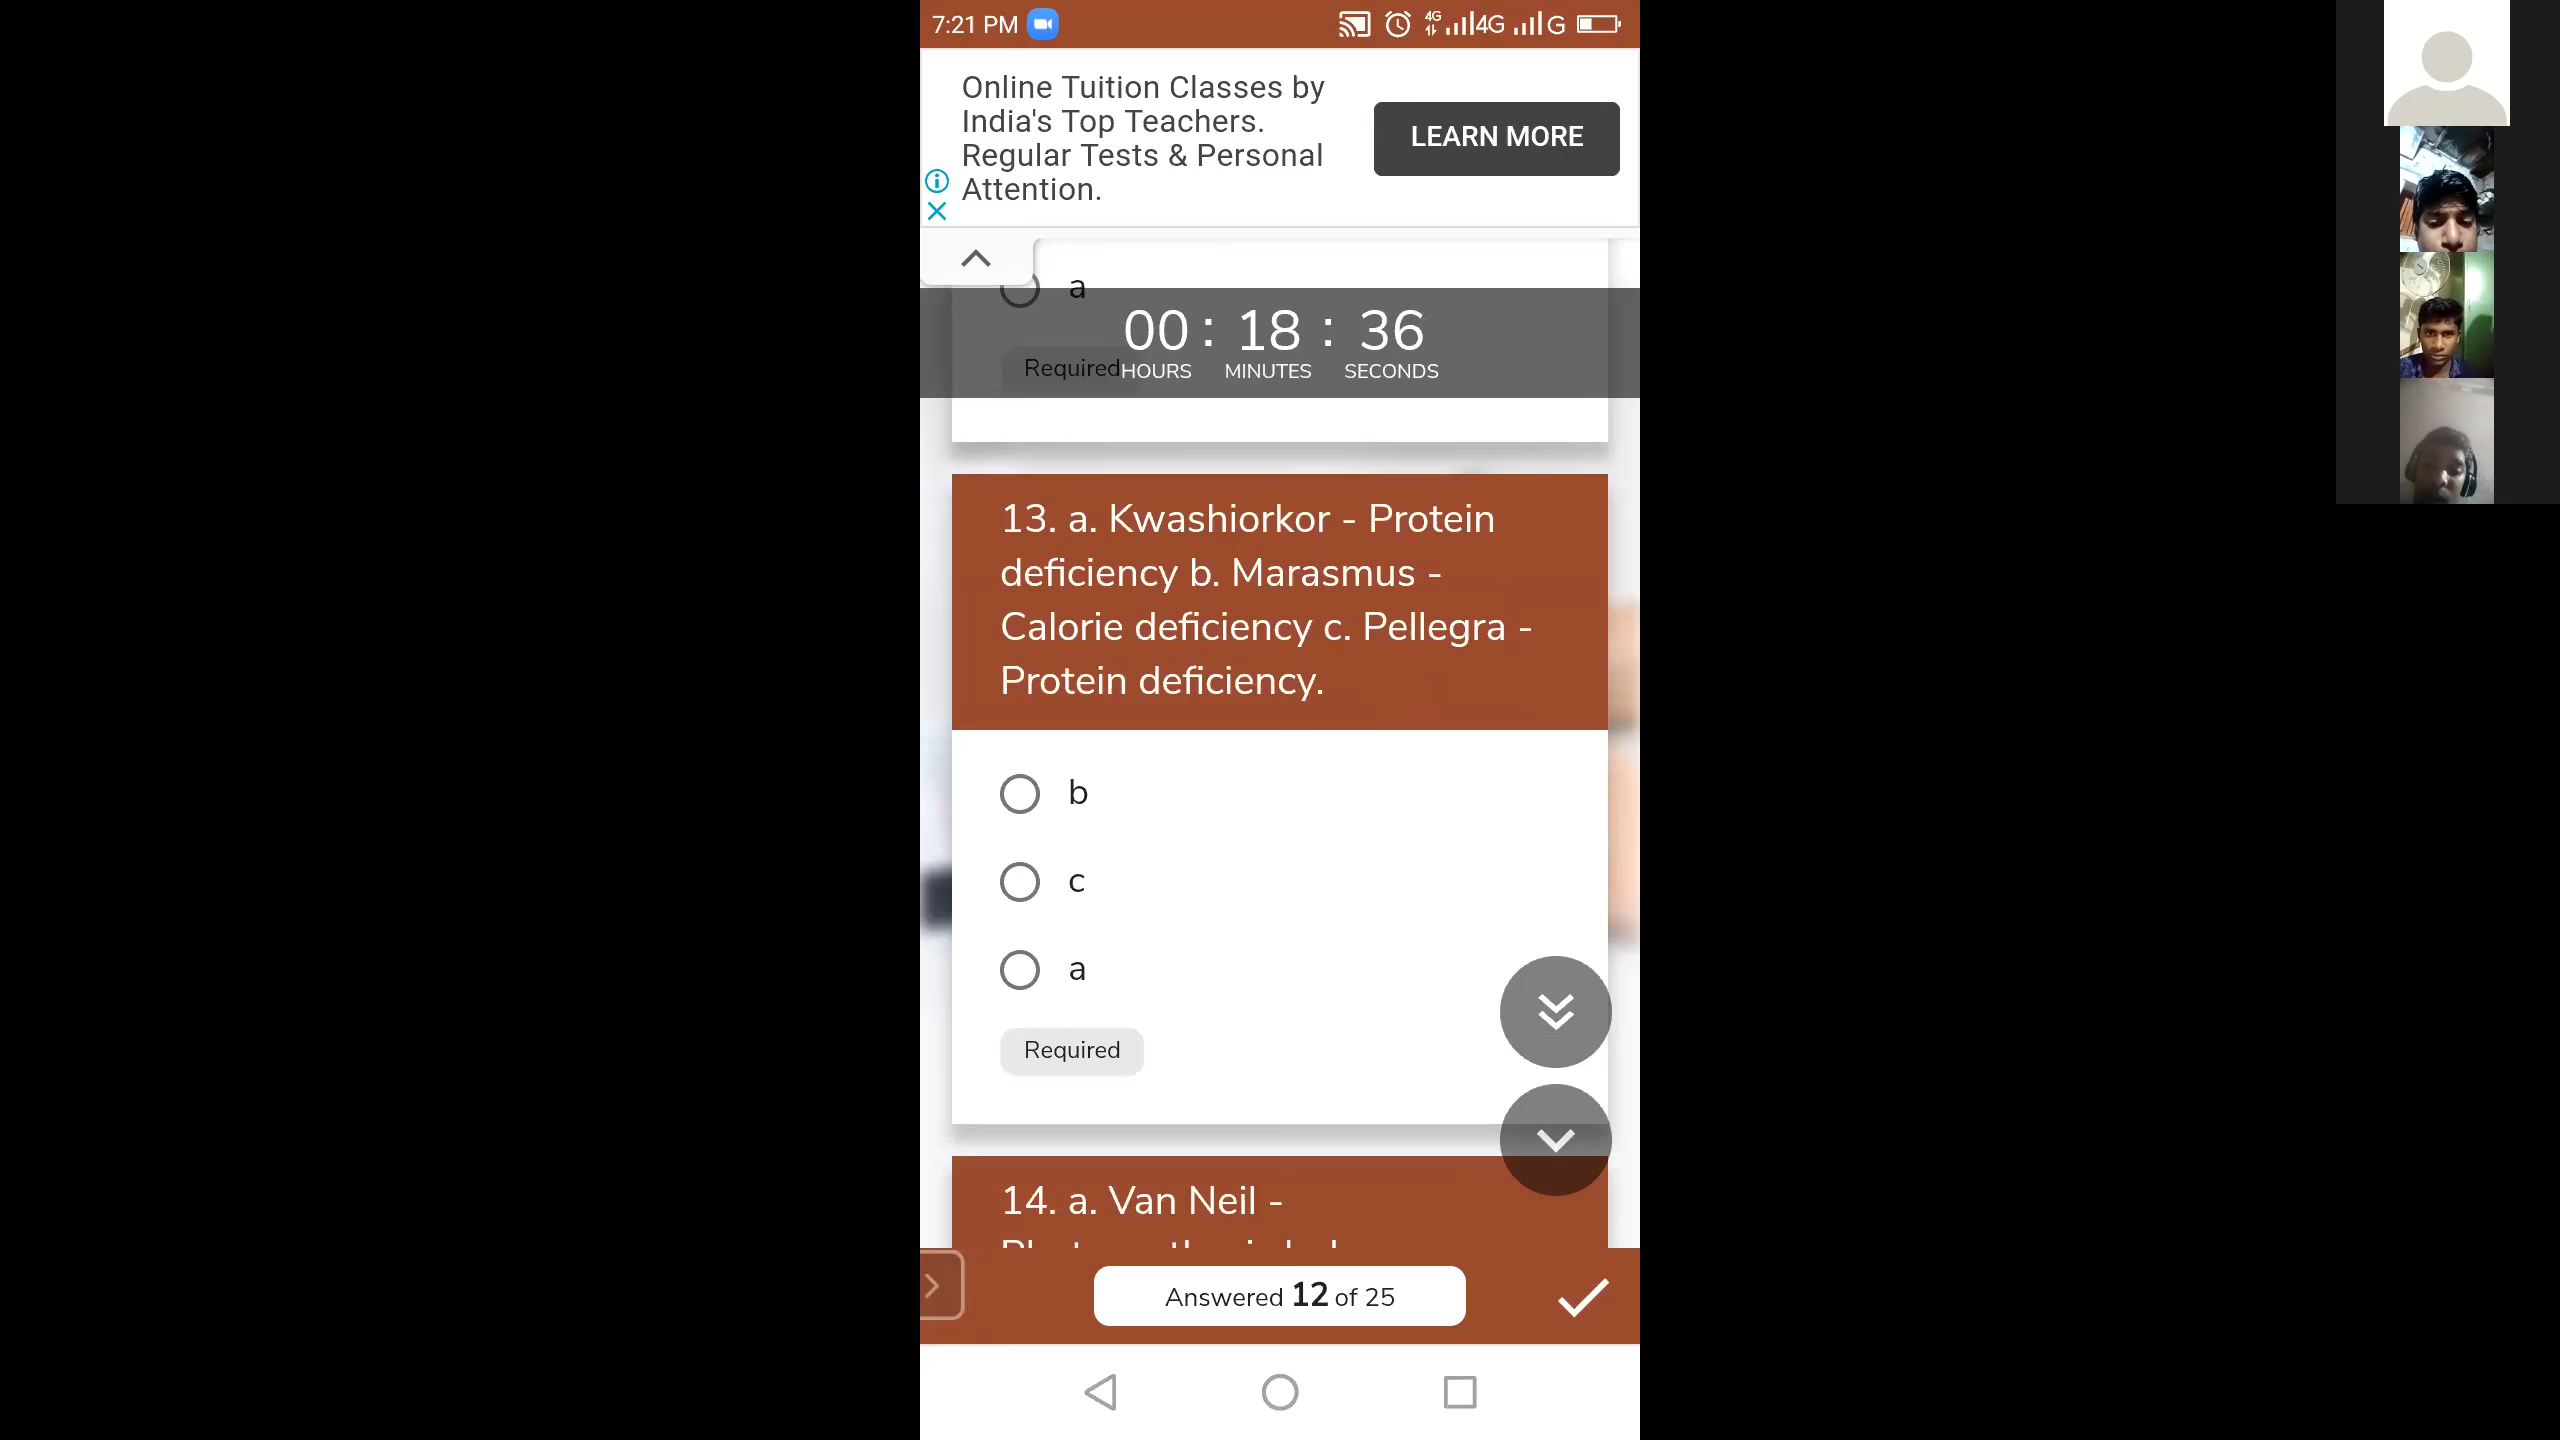 7:21 PM
4G 4G G
Online Tuition Classes by
India's Top Teachers.
Regular Tests & Personal
Attention.
LEARN MORE
a
00 : 18 : 36
Required HOURS MINUTES SECONDS
13. a. Kwashiorkor - Protein
deficiency b. Marasmus -
Calorie deficiency c. Pellegra -
Protein deficiency.
b
c
a
Required
14. a. Van Neil -
Answered 12 of 25